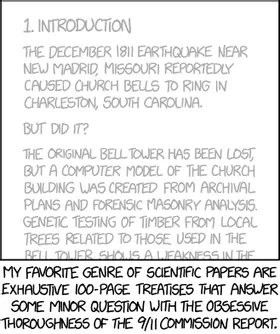 1. INTRODUCTION
THE DECEMBER 1811 EARTHQUAKE NEAR
NEW MADRID, MISSOURI REPORTEDLY
CAUSED CHURCH BELLS TO RING IN
CHARLESTON, SOUTH CAROLINA.
BUT DID IT?
THE ORIGINAL BELL TOWER HAS BEEN LOST,
BUT A COMPUTER MODEL OF THE CHURCH
BUILDING WAS CREATED FROM ARCHIVAL
PLANS AND FORENSIC MASONRY ANALYSIS.
GENETIC TESTING OF TIMBER FROM LOCAL
TREES RELATED TO THOSE USED IN THE
BELL TOWER SHOWS A WEAKNESS IN THE
MY FAVORITE GENRE OF SCIENTIFIC PAPERS ARE
EXHAUSTIVE 100-PAGE TREATISES THAT ANSWER
SOME MINOR QUESTION WITH THE OBSESSIVE
THOROUGHNESS OF THE 9/11 COMMISSION REPORT.